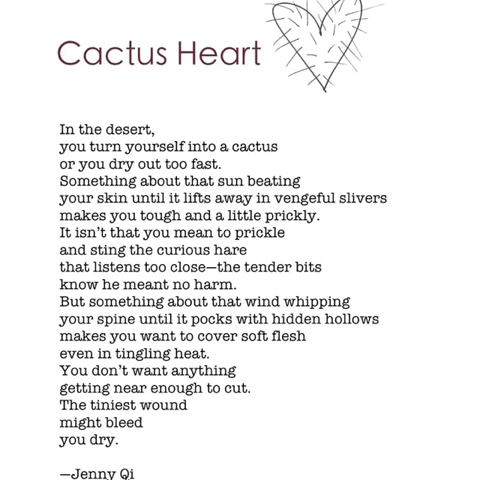 Cactus Heart
In the desert,
you turn yourself into a cactus
or you dry out too fast.
Something about that sun beating
your skin until it lifts away in vengeful slivers
makes you tough and a little prickly.
It isn't that you mean to prickle
and sting the curious hare
that listens too close—the tender bits
know he meant no harm.
But something about that wind whipping
your spine until it pocks with hidden hollows
makes you want to cover soft flesh
even in tingling heat.
You don't want anything
getting near enough to cut.
The tiniest wound
might bleed
you dry.
—Jenny Qi